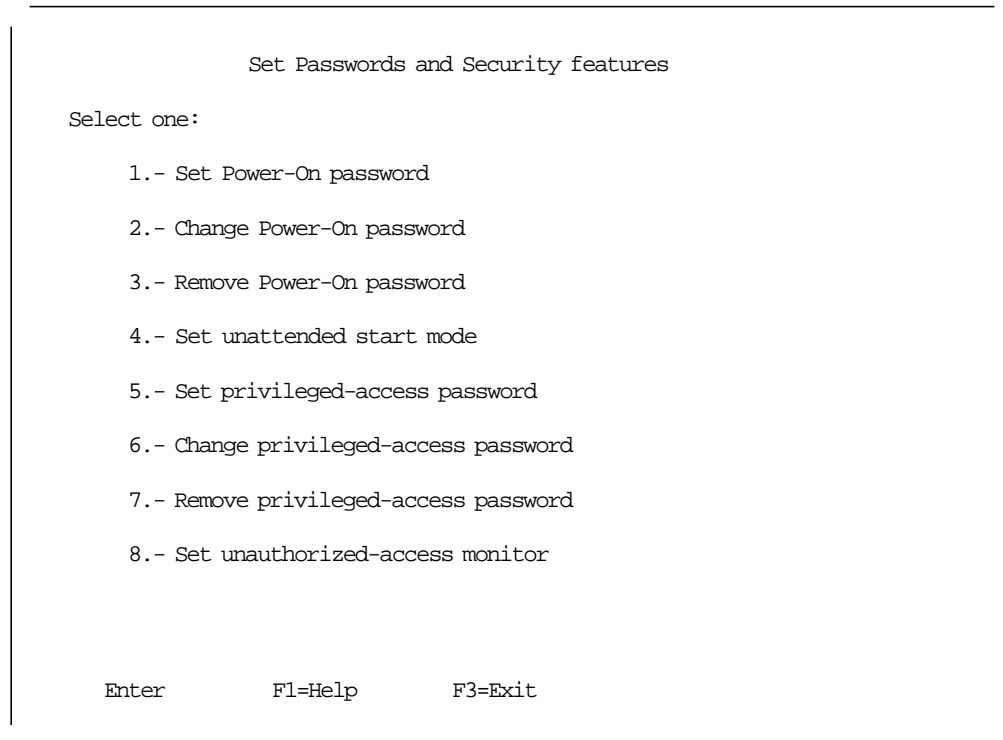 Set Passwords and Security features
Select one:
1.- Set Power-On password
2.- Change Power-On password
3.- Remove Power-On password
4.- Set unattended start mode
5.- Set privileged-access password
6.- Change privileged-access password
7.- Remove privileged-access password
8.- Set unauthorized-access monitor
Enter F1=Help F3=Exit